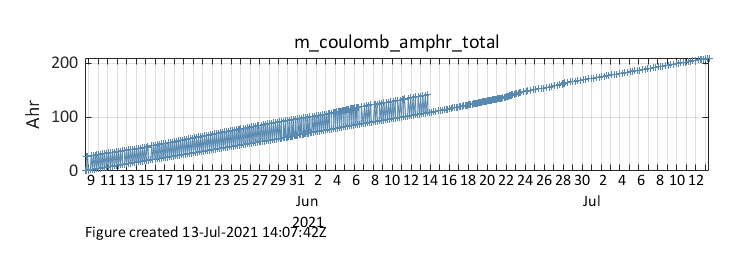 m_coulomb_amphr_total
200
100
0
Ahr
9 11 13 15 17 19 21 23 25 27 29 31 2 4 6 8 10 12 14 16 18 20 22 24 26 28 30 2 4 6 8 10 12
Jun Jul
2021
Figure created 13-Jul-2021 14:07:42Z